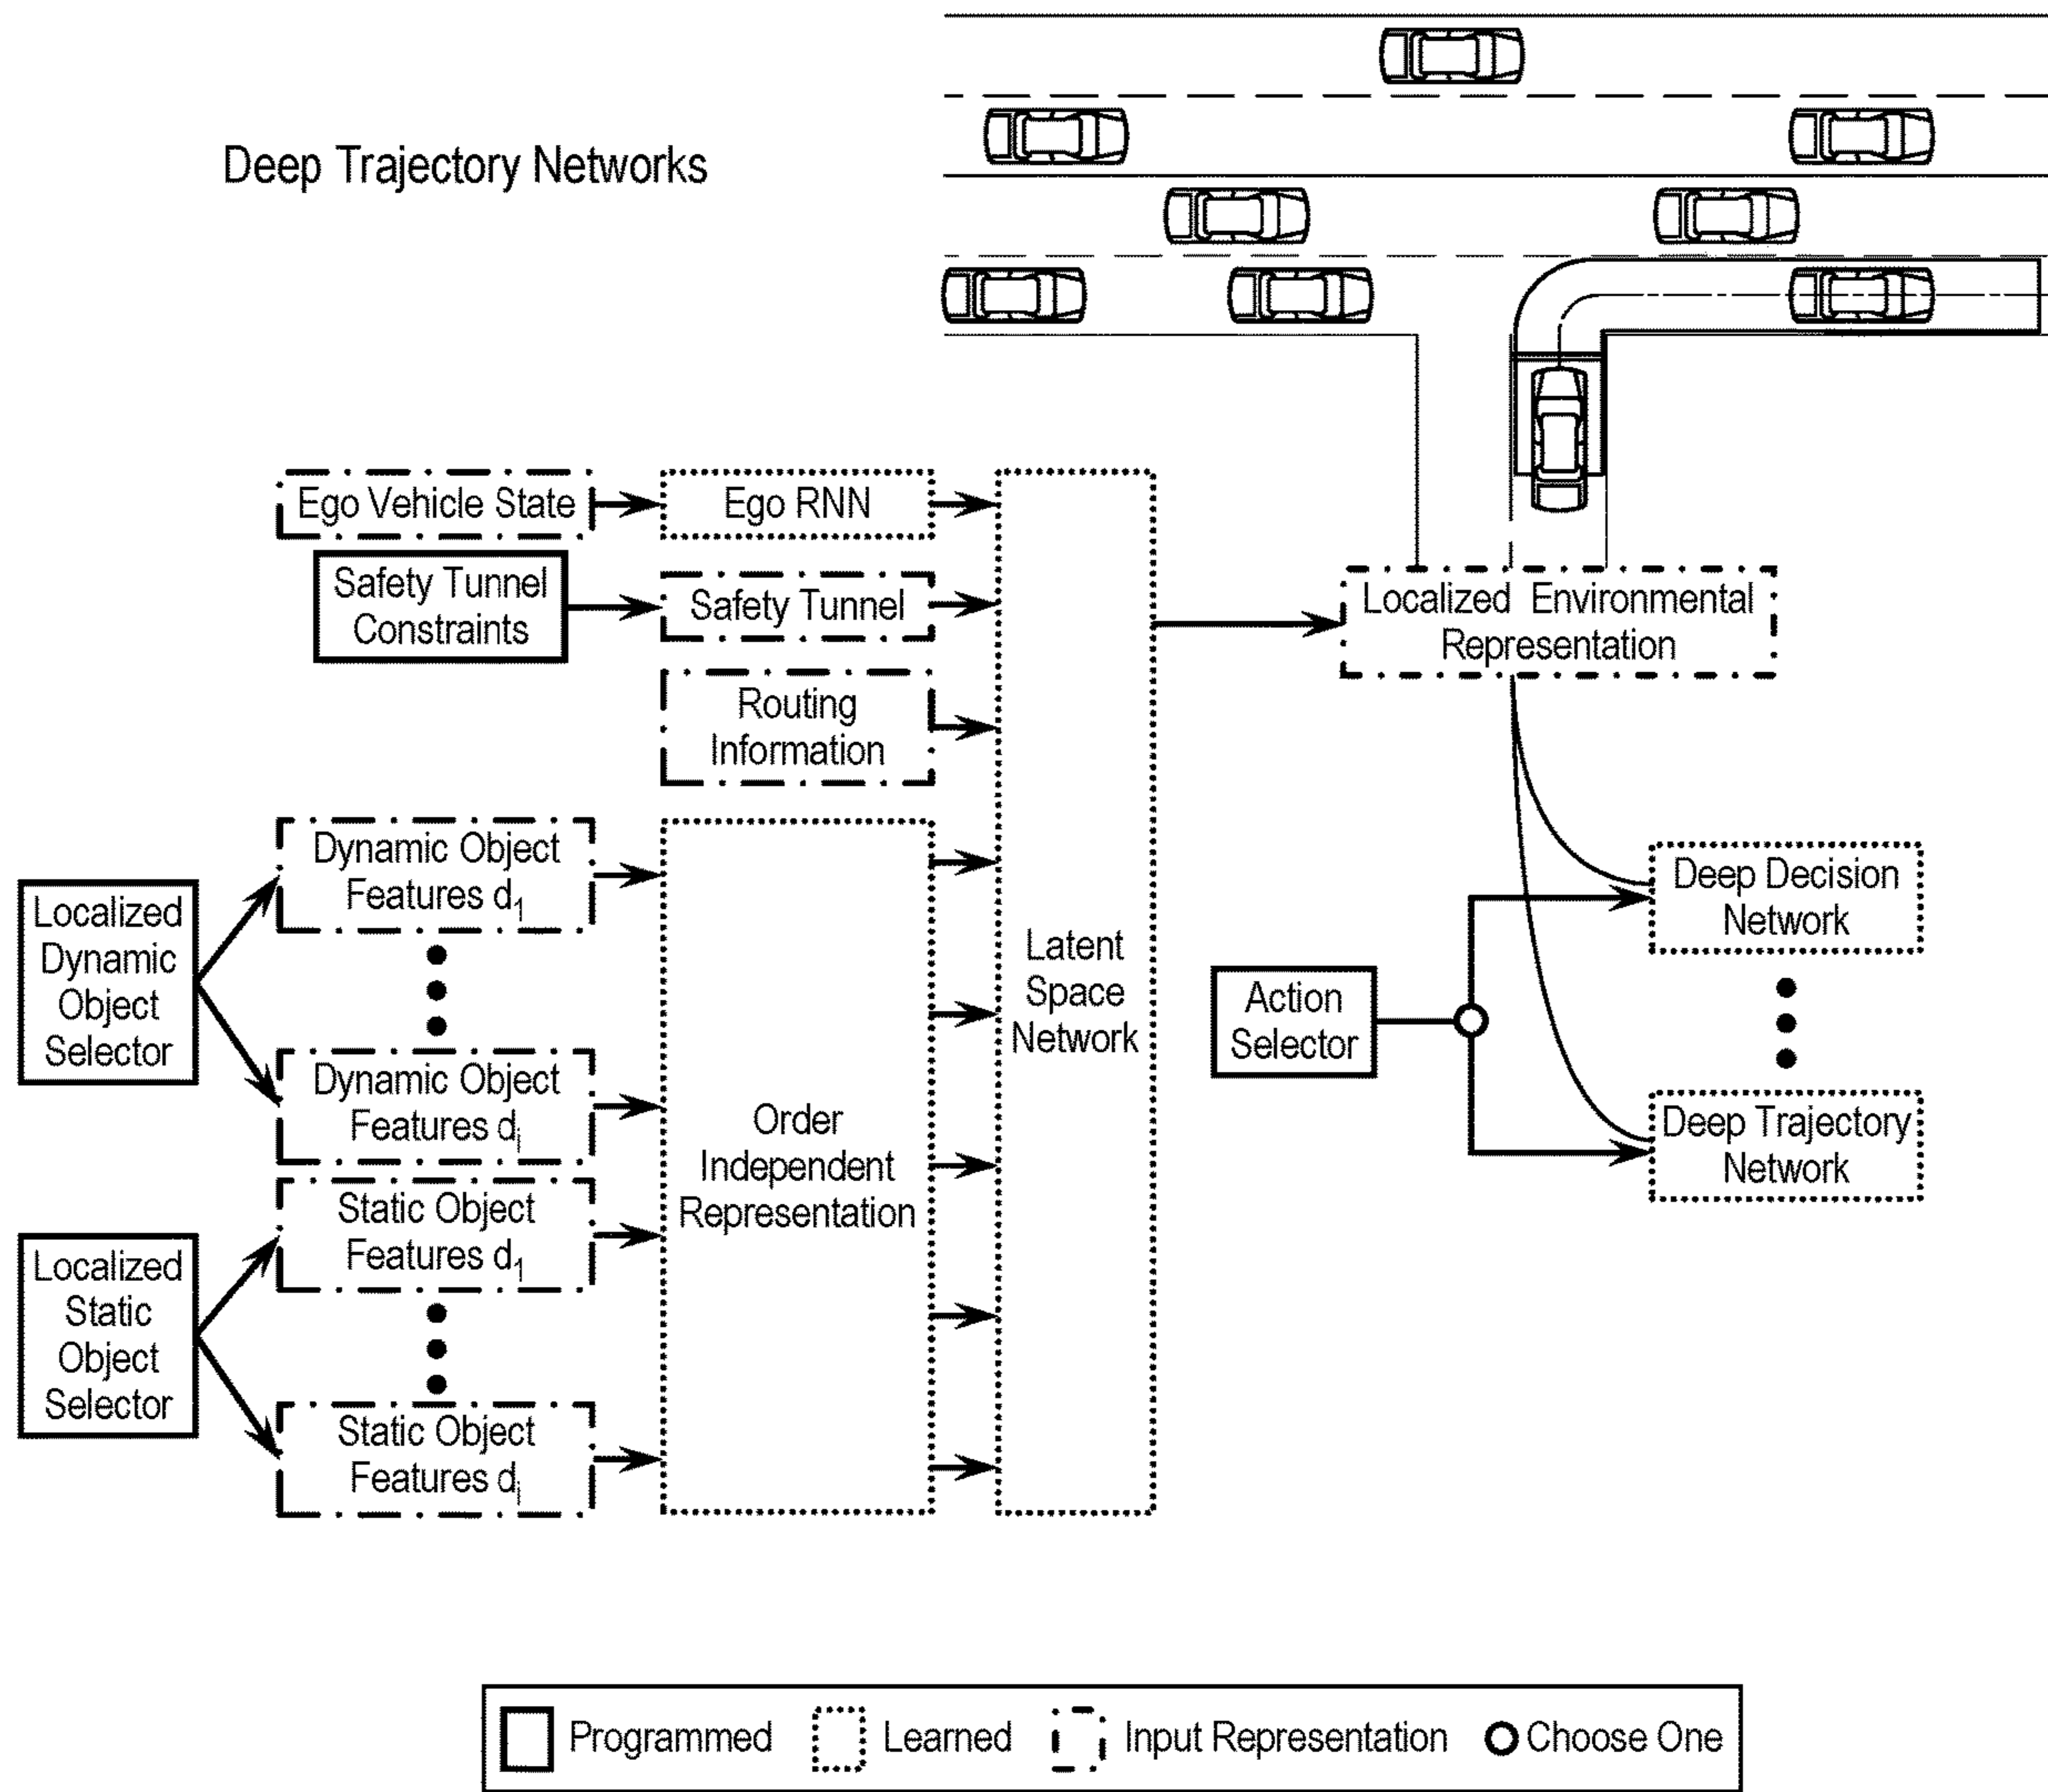 Deep Trajectory Networks
Ego Vehicle State
Ego RNN
Safety Tunnel
Constraints
Safety Tunnel
Localized Environmental
Representation
Routing
Information
Dynamic Object
Features d1
Localized
Dynamic
Object
Selector
Dynamic Object
Features di
Static Object
Features d1
Localized
Static
Object
Selector
Static Object
Features di
Order
Independent
Representation
Latent
Space
Network
Action
Selector
Deep Decision
Network
Deep Trajectory
Network
Programmed
Learned
Input Representation
Choose One